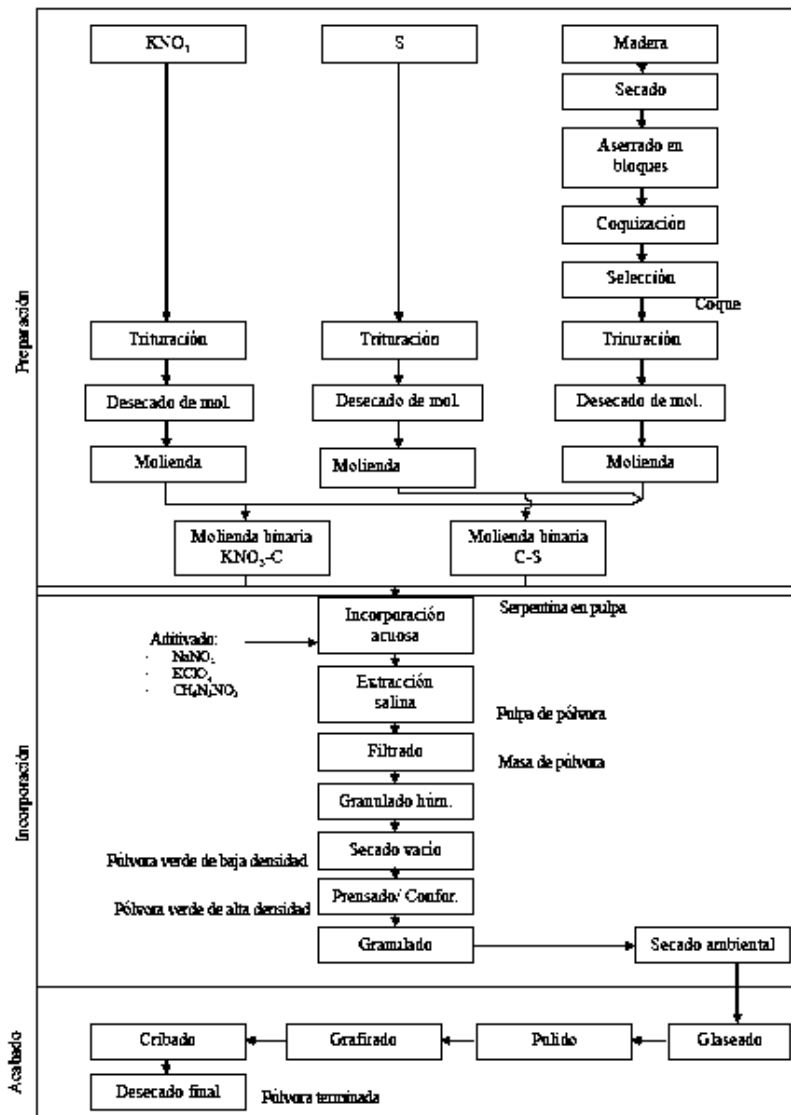 Preparación
KNO₃
S
Madera
Secado
Aserrado en
bloques
Coquización
Selección
Coque
Trituración
Trituración
Trituración
Desecado de mol.
Desecado de mol.
Desecado de mol.
Molienda
Molienda
Molienda
Molienda binaria
KNO₃-C
Molienda binaria
C-S
Incorporación
Incorporación
acuosa
Serpentina en pulpa
Aditivado:
· KClO₄
Extracción
salina
Pulpa de pólvora
Filtrado
Masa de pólvora
Granulado húm.
Secado vacío
Pólvora verde de baja densidad
Prensado/ Confor.
Pólvora verde de alta densidad
Granulado
Secado ambiental
Acabado
Cribado
Grafitado
Pulido
Glaseado
Desecado final
Pólvora terminada